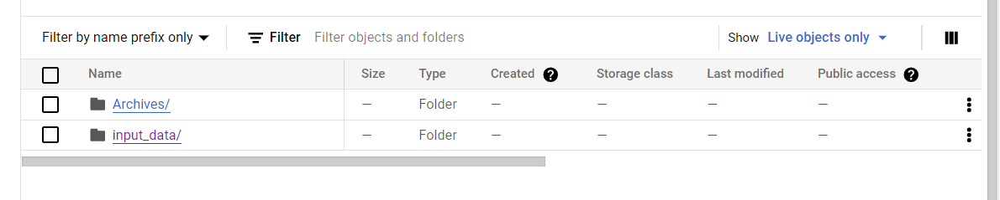 Filter by name prefix only Filter Filter objects and folders Show Live objects only
Name Size Type Created ? Storage class Last modified Public access ?
Archives/ — Folder — — — —
input_data/ — Folder — — — —